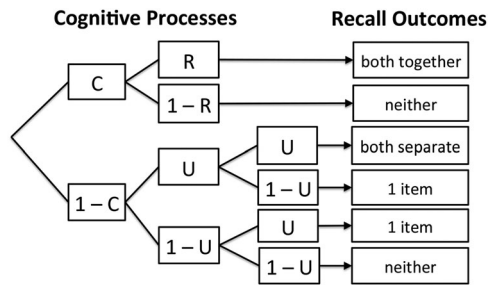 Cognitive Processes Recall Outcomes
R both together
C
1 – R neither
U both separate
U
1 – U 1 item
1 – C
U 1 item
1 – U
1 – U neither